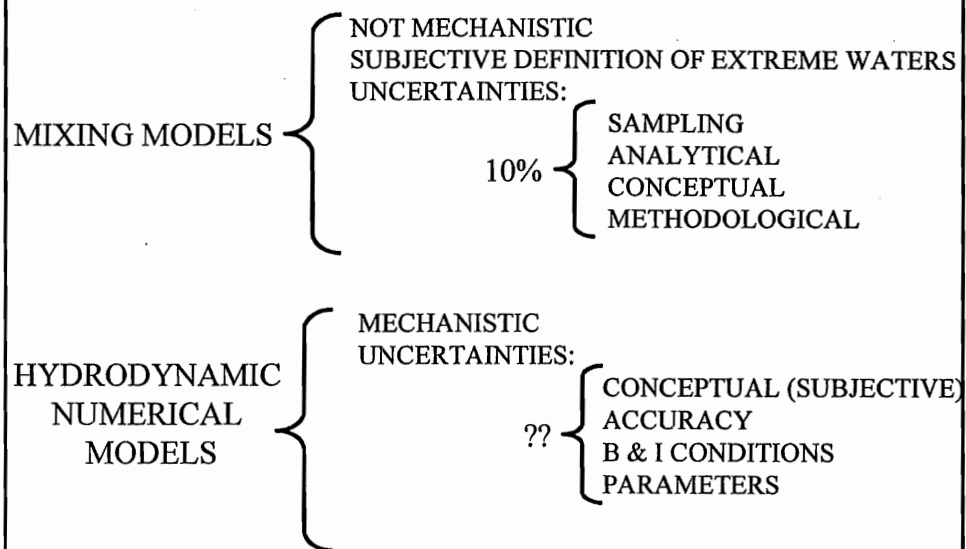 NOT MECHANISTIC
SUBJECTIVE DEFINITION OF EXTREME WATERS
UNCERTAINTIES:
MIXING MODELS
10%
SAMPLING
ANALYTICAL
CONCEPTUAL
METHODOLOGICAL
MECHANISTIC
UNCERTAINTIES:
HYDRODYNAMIC
NUMERICAL
MODELS
??
CONCEPTUAL (SUBJECTIVE)
ACCURACY
B & I CONDITIONS
PARAMETERS